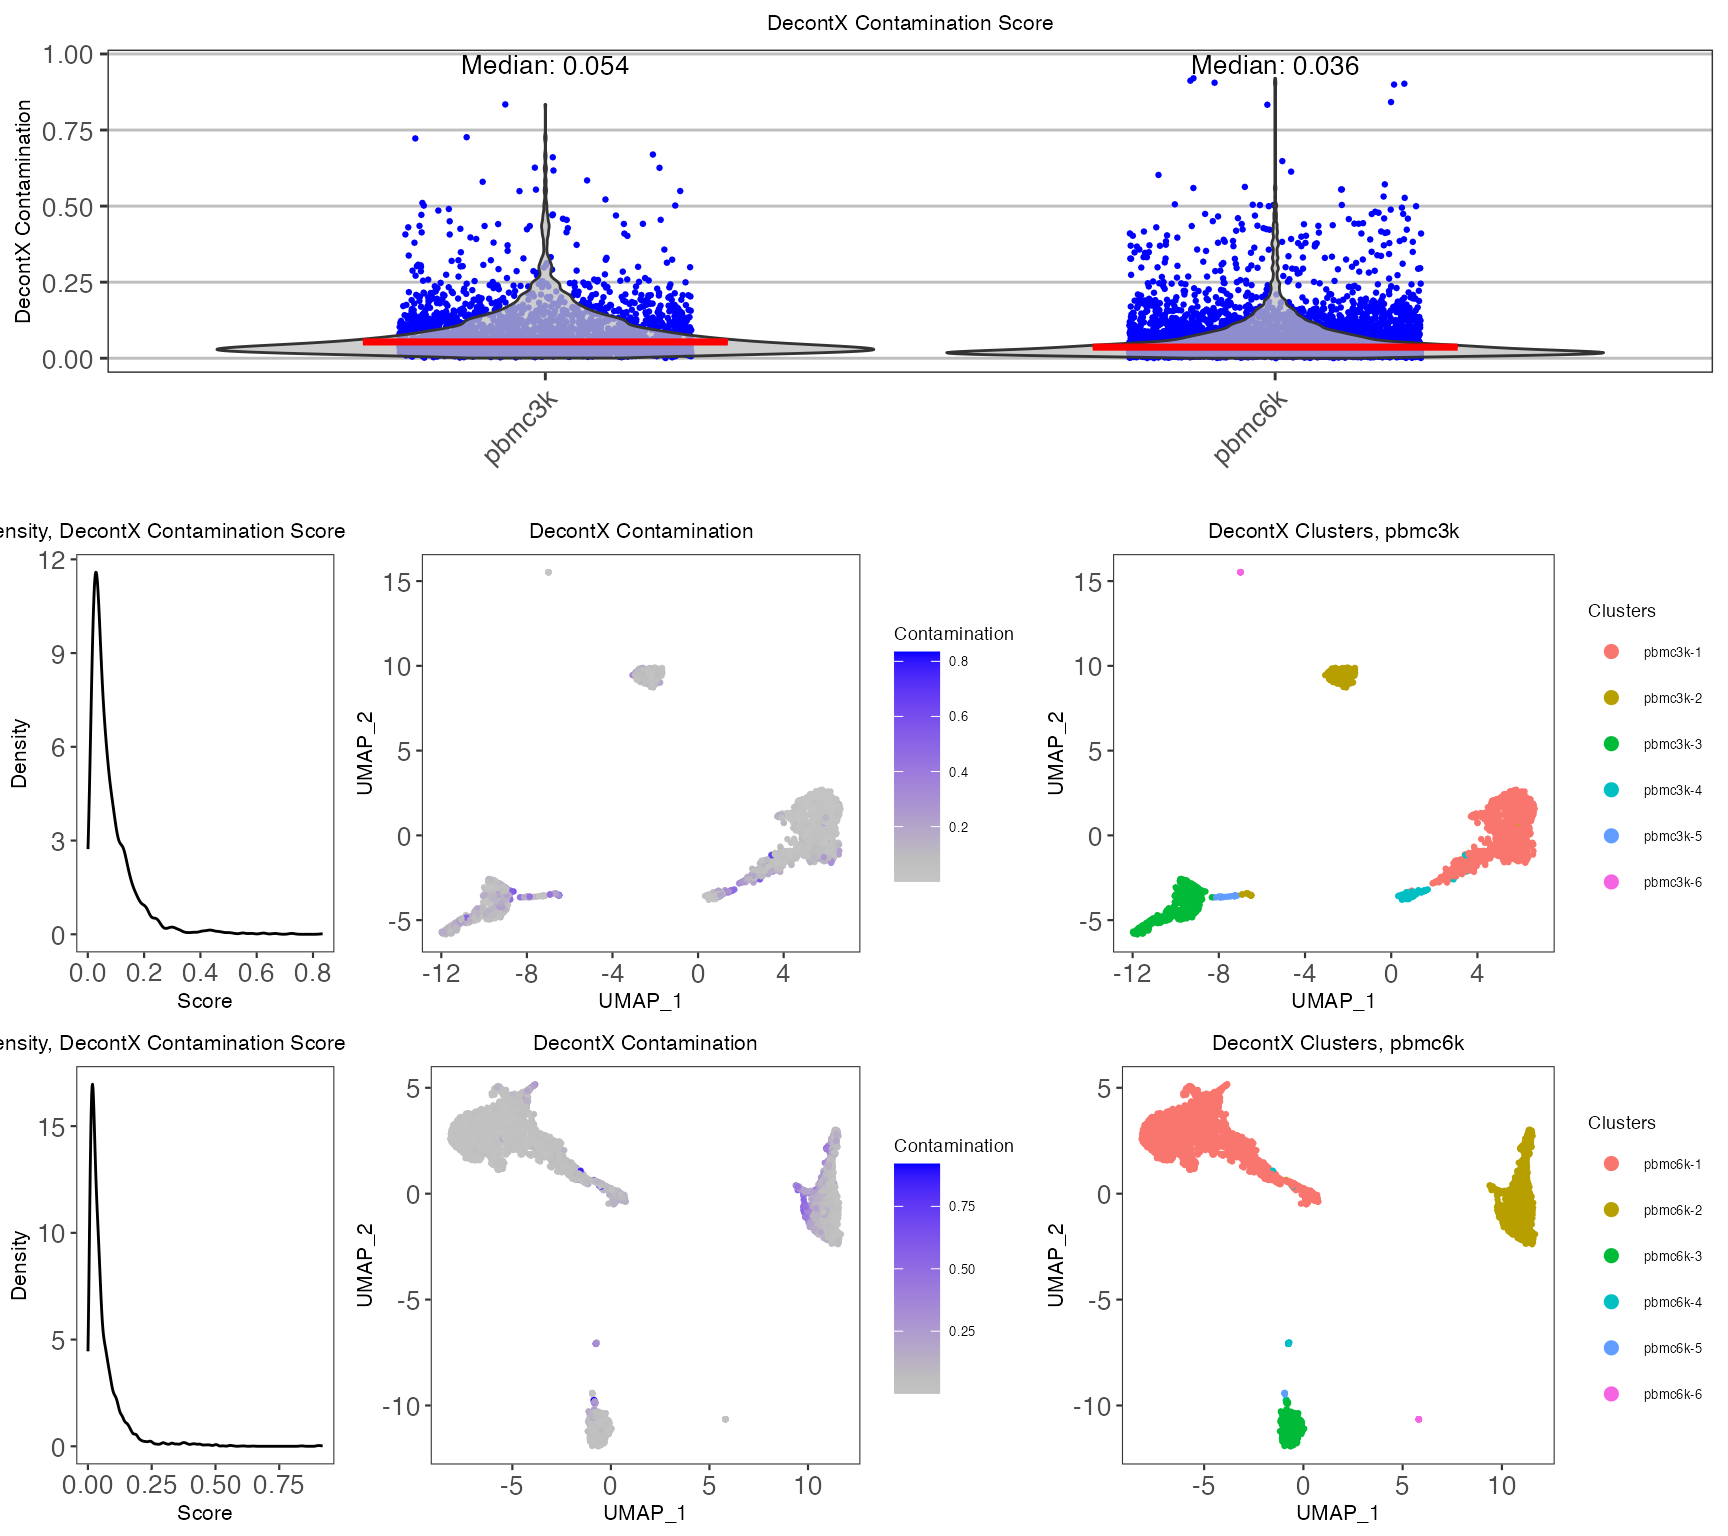 DecontX Contamination Score
DecontX Contamination
1.00
0.75
0.50
0.25
0.00
Median: 0.054
Median: 0.036
pbmc3k
pbmc6k
ensity, DecontX Contamination Score
Density
12
9
6
3
0
0.0 0.2 0.4 0.6 0.8
Score
DecontX Contamination
UMAP_2
15
10
5
0
-5
-12 -8 -4 0 4
UMAP_1
Contamination
0.8
0.6
0.4
0.2
DecontX Clusters, pbmc3k
UMAP_2
15
10
5
0
-5
-12 -8 -4 0 4
UMAP_1
Clusters
pbmc3k-1
pbmc3k-2
pbmc3k-3
pbmc3k-4
pbmc3k-5
pbmc3k-6
ensity, DecontX Contamination Score
Density
15
10
5
0
0.00 0.25 0.50 0.75
Score
DecontX Contamination
UMAP_2
5
0
-5
-10
-5 0 5 10
UMAP_1
Contamination
0.75
0.50
0.25
DecontX Clusters, pbmc6k
UMAP_2
5
0
-5
-10
-5 0 5 10
UMAP_1
Clusters
pbmc6k-1
pbmc6k-2
pbmc6k-3
pbmc6k-4
pbmc6k-5
pbmc6k-6